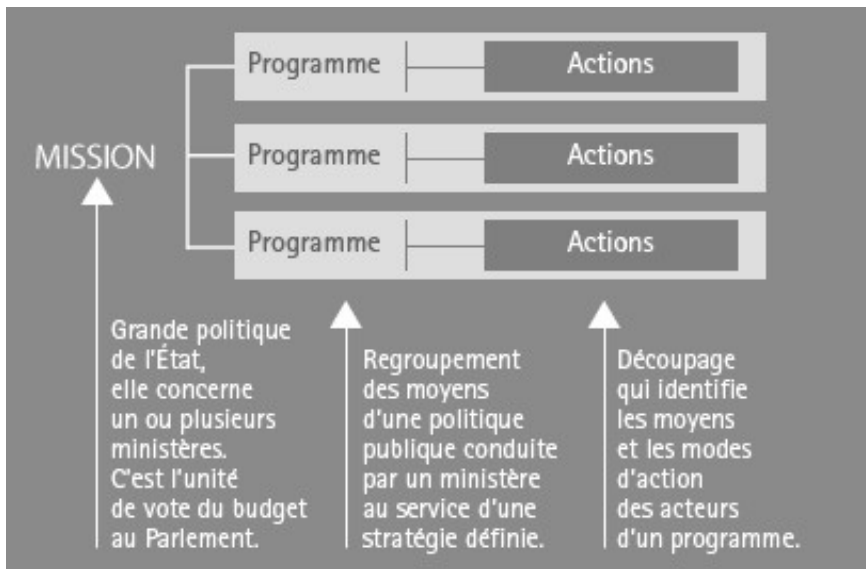 Programme
Actions
MISSION
Programme
Actions
Programme
Actions
Grande politique
de l'État,
elle concerne
un ou plusieurs
ministères.
C'est l'unité
de vote du budget
au Parlement.
Regroupement
des moyens
d'une politique
publique conduite
par un ministère
au service d'une
stratégie définie.
Découpage
qui identifie
les moyens
et les modes
d'action
des acteurs
d'un programme.